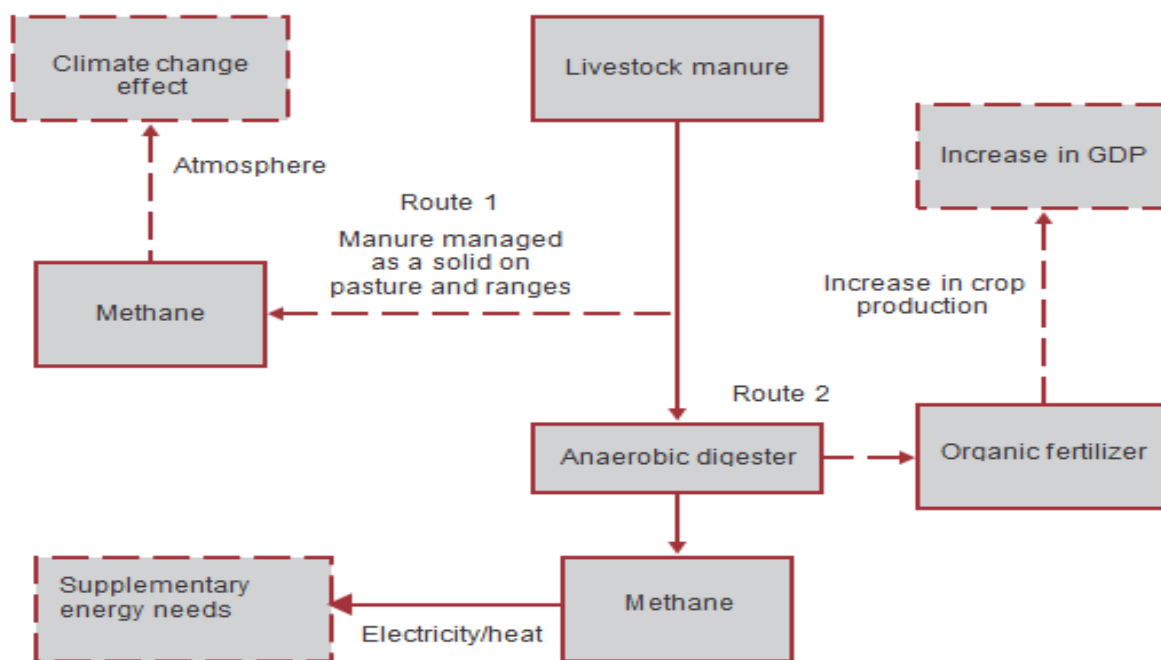 Climate change
effect
Livestock manure
Increase in GDP
Atmosphere
Route 1
Manure managed
as a solid on
pasture and ranges
Methane
Increase in crop
production
Route 2
Anaerobic digester
Organic fertilizer
Supplementary
energy needs
Methane
Electricity/heat